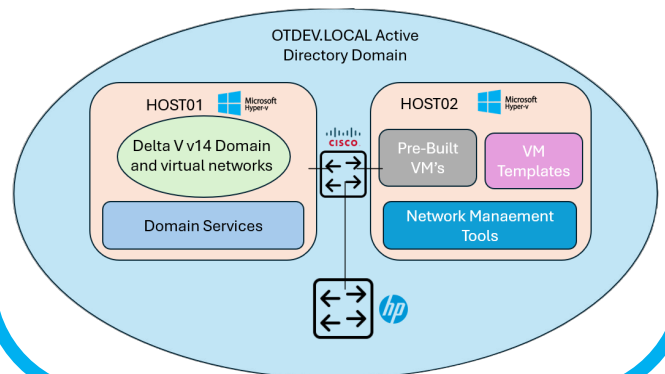 OTDEV.LOCAL Active
Directory Domain
HOST01
Microsoft
Hyper-v
Delta V v14 Domain
and virtual networks
Domain Services
CISCO
HOST02
Microsoft
Hyper-v
Pre-Built
VM's
VM
Templates
Network Manaement
Tools
hp